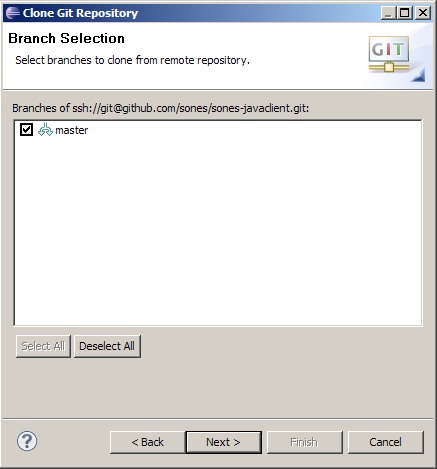 Clone Git Repository
Branch Selection
Select branches to clone from remote repository.
GIT
Branches of ssh://git@github.com/sones/sones-javaclient.git:
master
Select All Deselect All
? < Back Next > Finish Cancel